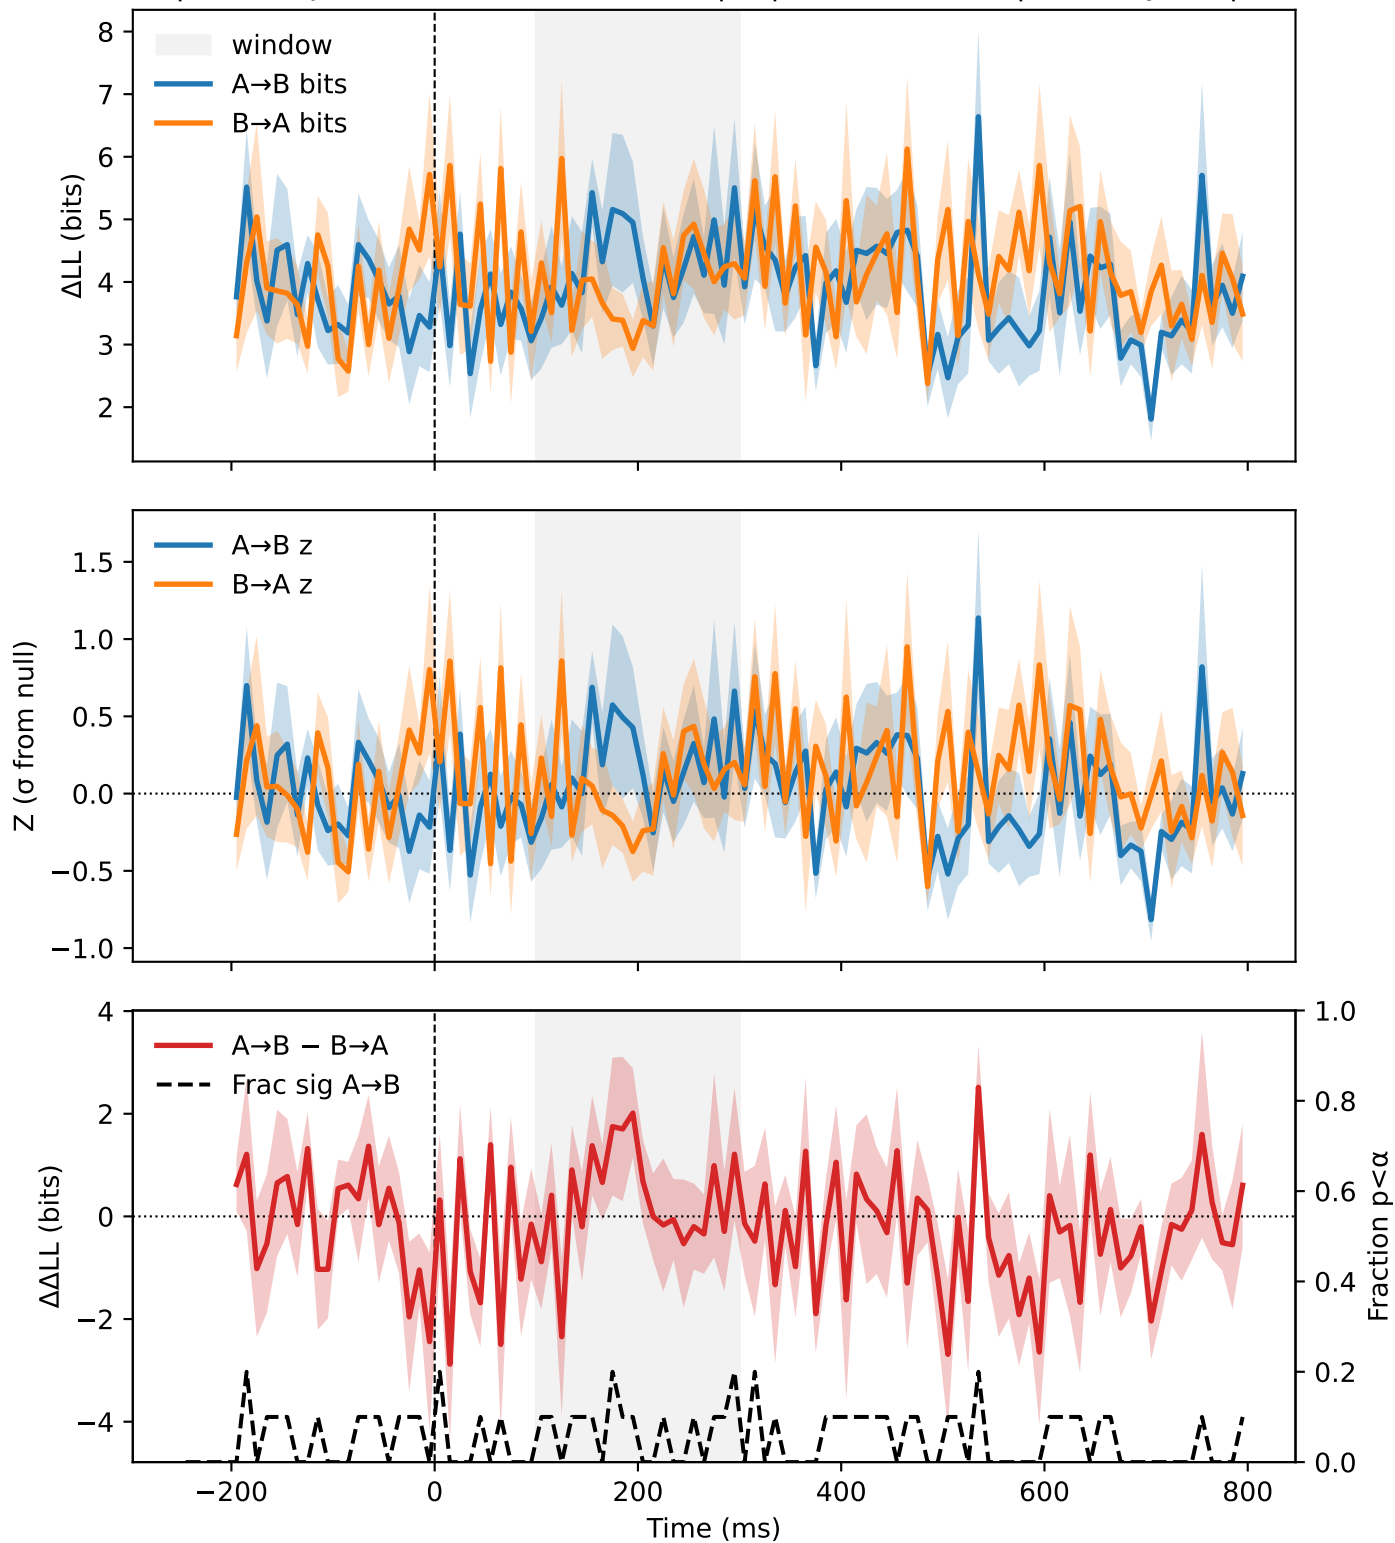 8
7
6
5
4
3
2
ΔLL (bits)
window
A→B bits
B→A bits
1.5
1.0
0.5
0.0
−0.5
−1.0
Z (σ from null)
A→B z
B→A z
4
2
0
−2
−4
ΔΔLL (bits)
A→B − B→A
Frac sig A→B
1.0
0.8
0.6
0.4
0.2
0.0
Fraction p<α
−200 0 200 400 600 800
Time (ms)